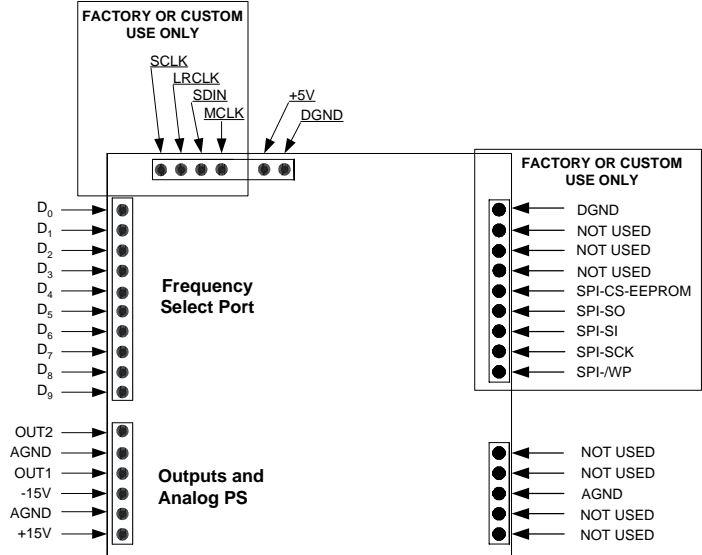 FACTORY OR CUSTOM
USE ONLY
SCLK
LRCLK
SDIN
MCLK
+5V
DGND
FACTORY OR CUSTOM
USE ONLY
D0
D1
D2
D3
D4
D5
D6
D7
D8
D9
Frequency
Select Port
DGND
NOT USED
NOT USED
NOT USED
SPI-CS-EEPROM
SPI-SO
SPI-SI
SPI-SCK
SPI-/WP
OUT2
AGND
OUT1
-15V
AGND
+15V
Outputs and
Analog PS
NOT USED
NOT USED
AGND
NOT USED
NOT USED